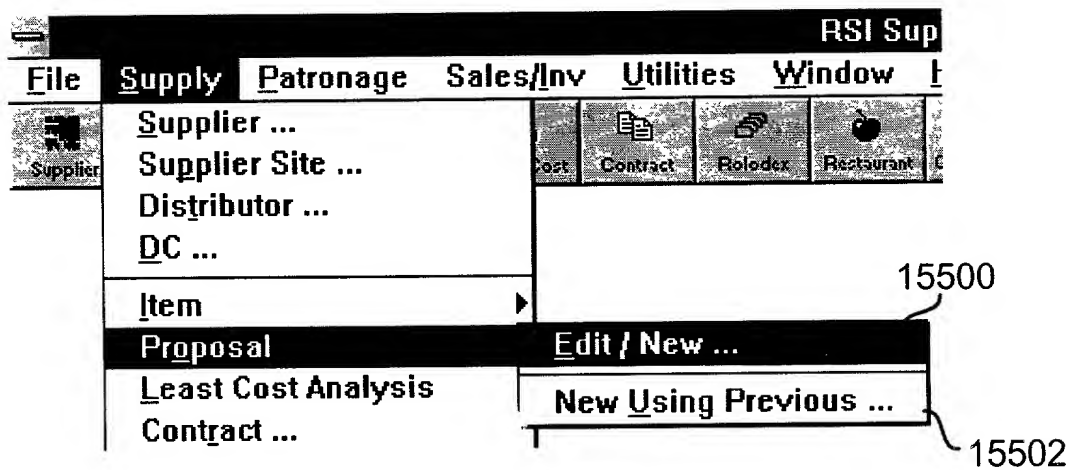 RSI Sup
File Supply Patronage Sales/Inv Utilities Window
Supplier Cost Contract Rolodex Restaurant
Supplier ...
Supplier Site ...
Distributor ...
DC ...
Item
Proposal
Least Cost Analysis
Contract ...
15500
Edit / New ...
New Using Previous ...
15502